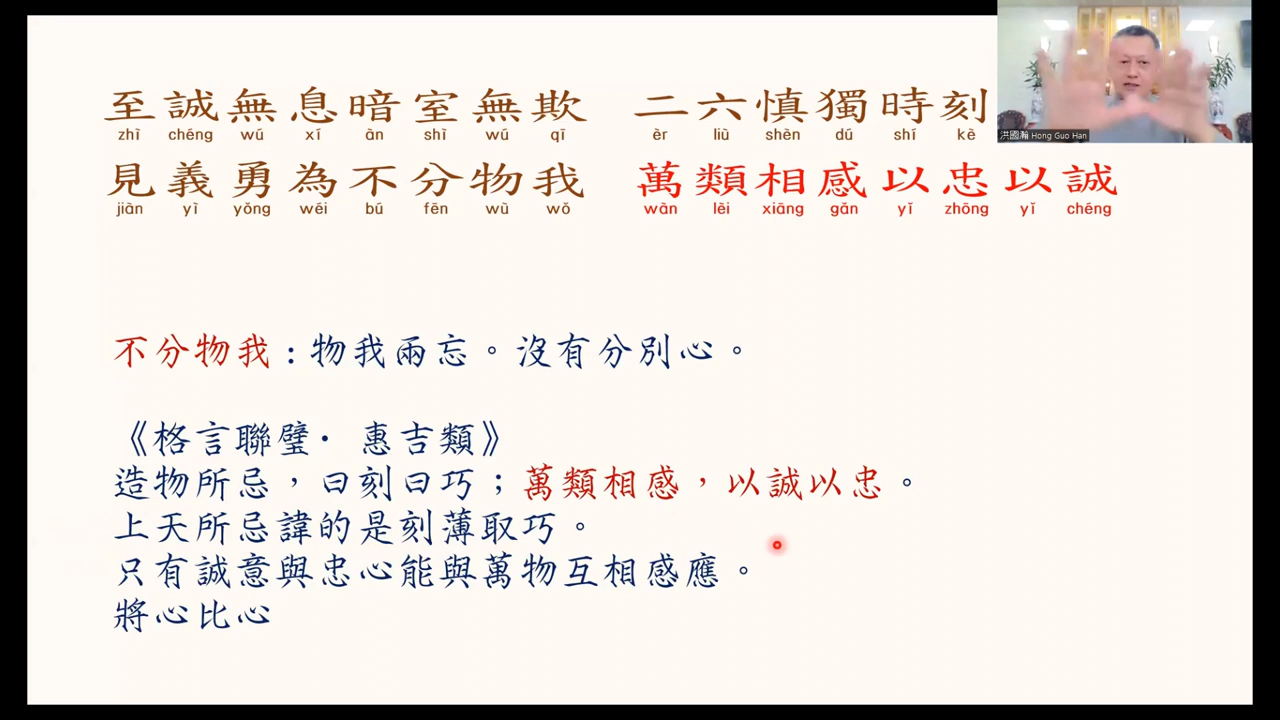 至誠無息暗室無欺 二六慎獨時刻
zhì chéng wú xí àn shì wú qī èr liù shèn dú shí kè
見義勇為不分物我 萬類相感以忠以誠
jiàn yì yǒng wéi bú fēn wù wǒ wàn lèi xiāng gǎn yǐ zhōng yǐ chéng
洪國瀚 Hong Guo Han
不分物我:物我兩忘。沒有分別心。
《格言聯璧· 惠吉類》
造物所忌,曰刻曰巧;萬類相感,以誠以忠。
上天所忌諱的是刻薄取巧。
只有誠意與忠心能與萬物互相感應。
將心比心